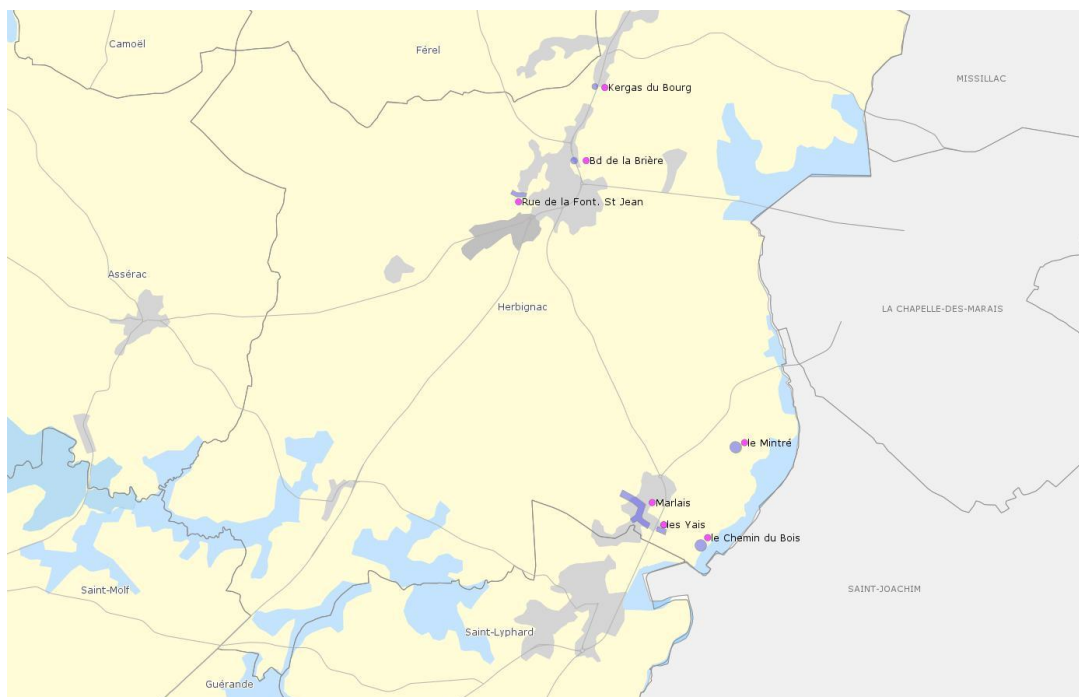 Camoël
Férel
MISSILLAC
Kergas du Bourg
Bd de la Brière
Rue de la Font. St Jean
Assérac
Herbignac
LA CHAPELLE-DES-MARAIS
le Mintré
Marlais
les Yais
le Chemin du Bois
Saint-Molf
SAINT-JOACHIM
Saint-Lyphard
Guérande